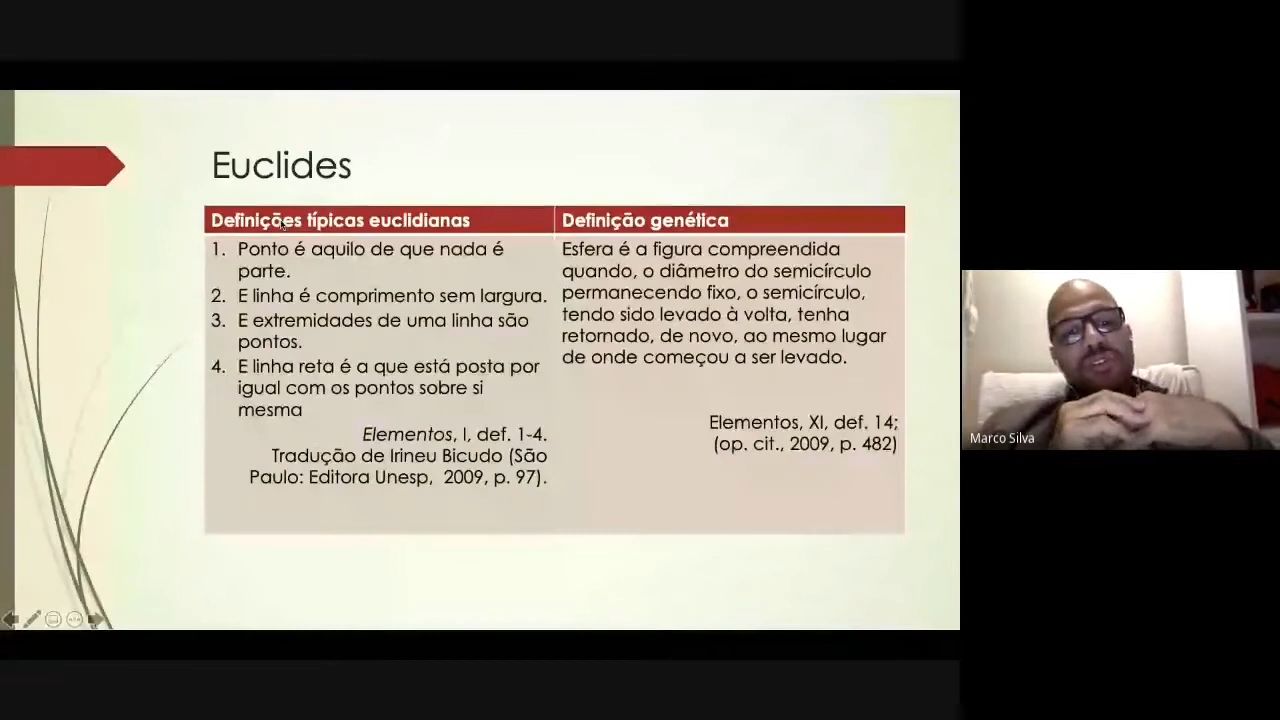 Euclides
Definições típicas euclidianas
1. Ponto é aquilo de que nada é
parte.
2. E linha é comprimento sem largura.
3. E extremidades de uma linha são
pontos.
4. E linha reta é a que está posta por
igual com os pontos sobre si
mesma
Elementos, I, def. 1-4.
Tradução de Irineu Bicudo (São
Paulo: Editora Unesp, 2009, p. 97).
Definição genética
Esfera é a figura compreendida
quando, o diâmetro do semicírculo
permanecendo fixo, o semicírculo,
tendo sido levado à volta, tenha
retornado, de novo, ao mesmo lugar
de onde começou a ser levado.
Elementos, XI, def. 14;
(op. cit., 2009, p. 482)
Marco Silva